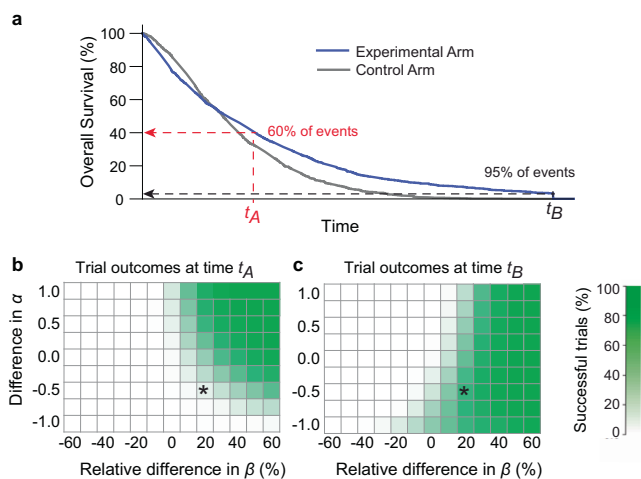 a
100
80
60
40
20
0
Overall Survival (%)
Experimental Arm
Control Arm
60% of events
95% of events
tA
tB
Time
b
Trial outcomes at time tA
1.0
0.5
0.0
-0.5
-1.0
Difference in α
*
-60 -40 -20 0 20 40 60
Relative difference in β (%)
c
Trial outcomes at time tB
1.0
0.5
0.0
-0.5
-1.0
*
-60 -40 -20 0 20 40 60
Relative difference in β (%)
Successful trials (%)
100
80
60
40
20
0